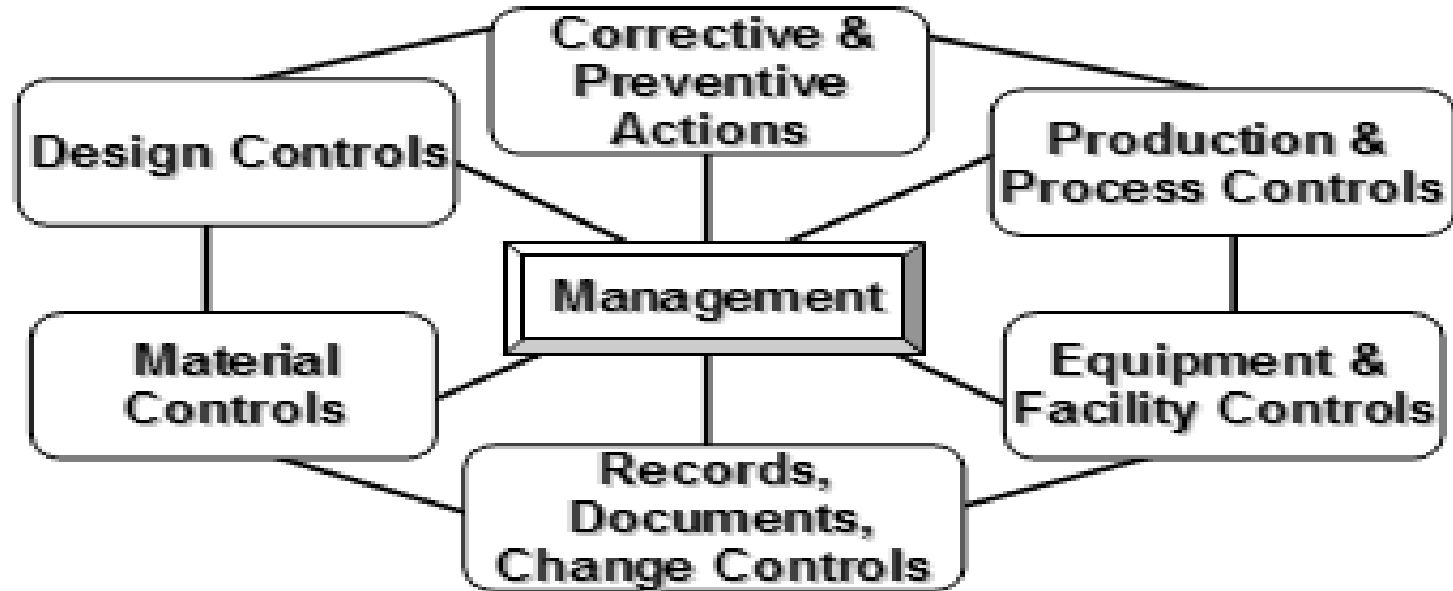 Corrective &
Preventive
Actions
Design Controls
Production &
Process Controls
Management
Material
Controls
Equipment &
Facility Controls
Records,
Documents,
Change Controls